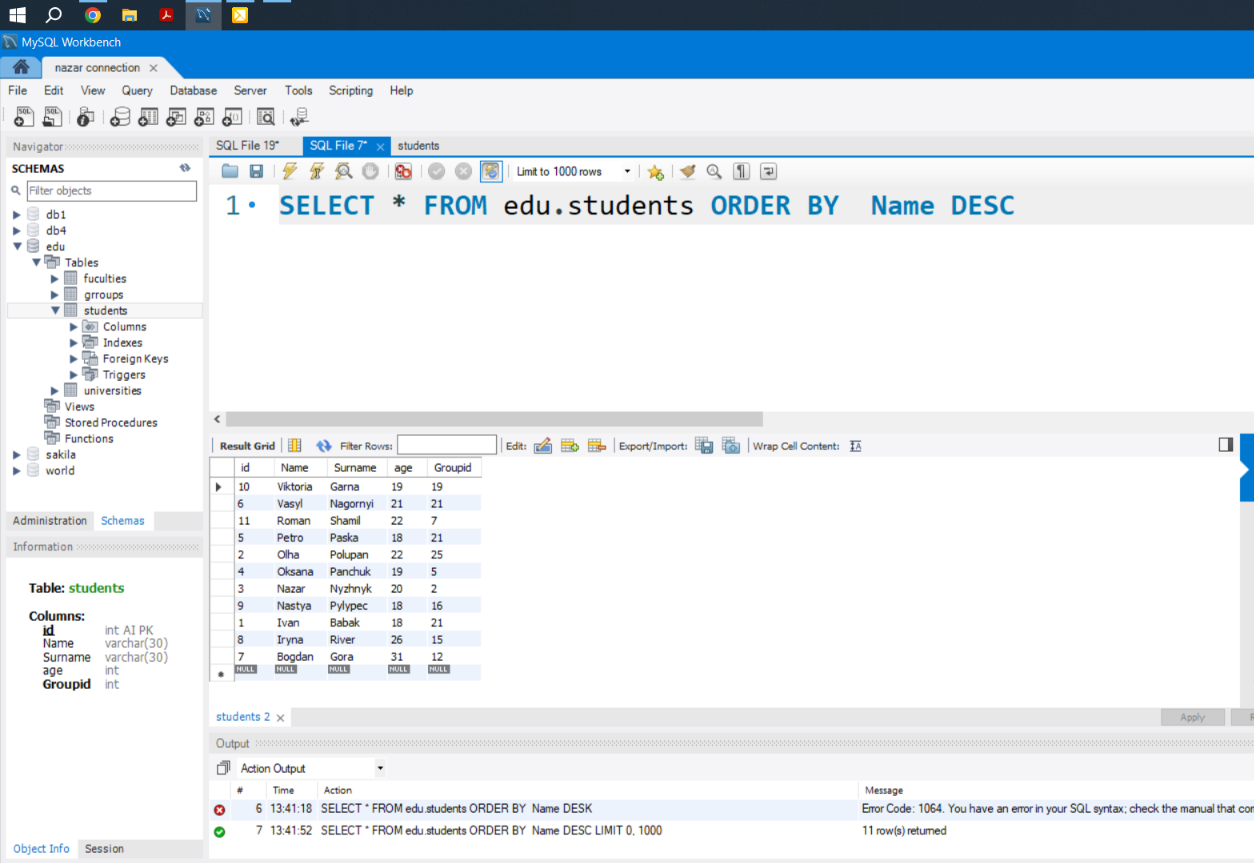 MySQL Workbench
nazar connection
File Edit View Query Database Server Tools Scripting Help
Navigator
SQL File 19* SQL File 7* students
SCHEMAS
Limit to 1000 rows
Filter objects
1 SELECT * FROM edu.students ORDER BY  Name DESC
db1
db4
edu
Tables
fuculties
grroups
students
Columns
Indexes
Foreign Keys
Triggers
universities
Views
Stored Procedures
Functions
sakila
world
Administration Schemas
Information
Table: students
Columns:
id int AI PK
Name varchar(30)
Surname varchar(30)
age int
Groupid int
Object Info Session
Result Grid Filter Rows: Edit: Export/Import: Wrap Cell Content:
id Name Surname age Groupid
10 Viktoria Garna 19 19
6 Vasyl Nagornyi 21 21
11 Roman Shamil 22 7
5 Petro Paska 18 21
2 Olha Polupan 22 25
4 Oksana Panchuk 19 5
3 Nazar Nyzhnyk 20 2
9 Nastya Pylypec 18 16
1 Ivan Babak 18 21
8 Iryna River 26 15
7 Bogdan Gora 31 12
NULL NULL NULL NULL NULL
students 2
Apply
Output
Action Output
# Time Action Message
6 13:41:18 SELECT * FROM edu.students ORDER BY  Name DESK Error Code: 1064. You have an error in your SQL syntax; check the manual that cor
7 13:41:52 SELECT * FROM edu.students ORDER BY  Name DESC LIMIT 0, 1000 11 row(s) returned